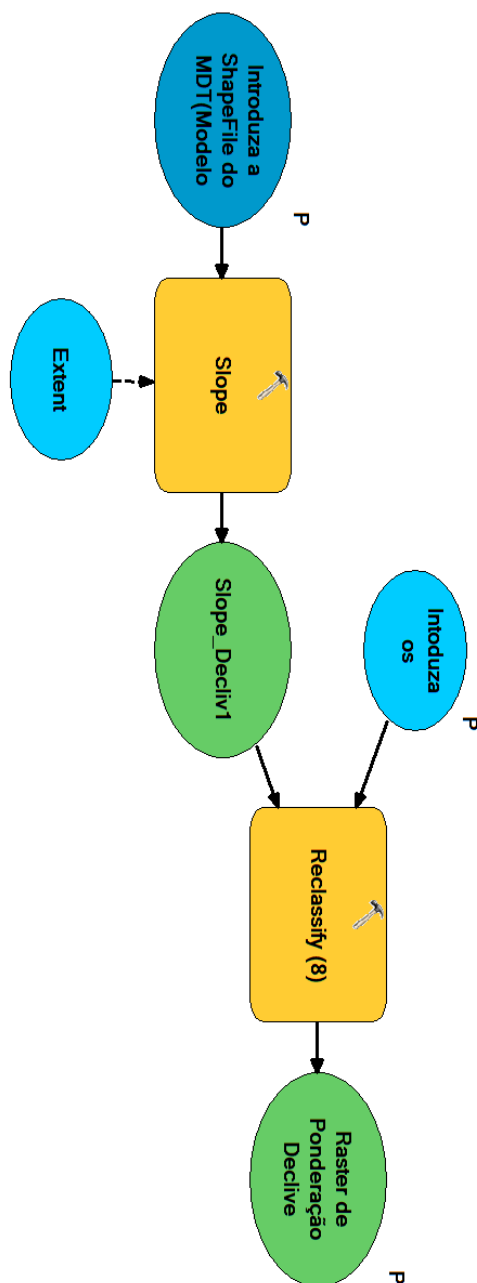 Introduza a
ShapeFile do
MDT(Modelo
P
Slope
Extent
Slope_Decliv1
Intoduza
os
P
Reclassify (8)
Raster de
Ponderação
Declive
P